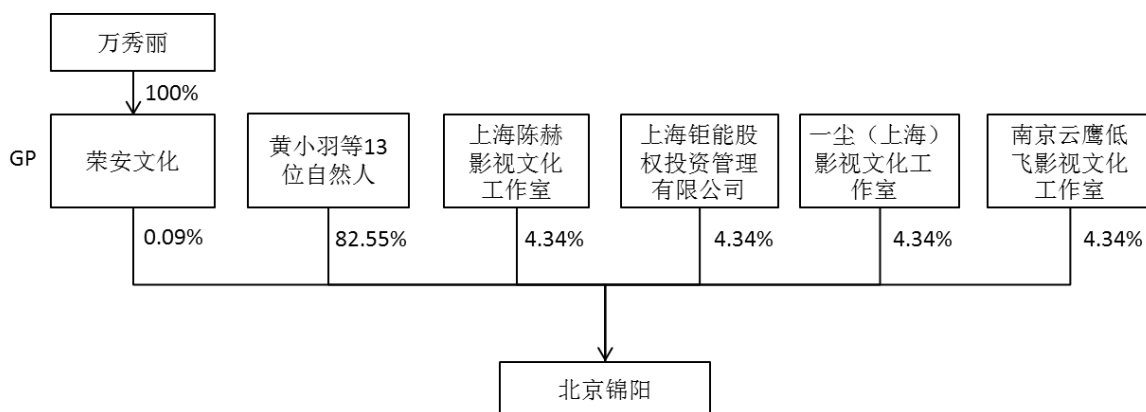 万秀丽
100%
GP
荣安文化
黄小羽等13
位自然人
上海陈赫
影视文化
工作室
上海钜能股
权投资管理
有限公司
一尘（上海）
影视文化工
作室
南京云鹰低
飞影视文化
工作室
0.09%
82.55%
4.34%
4.34%
4.34%
4.34%
北京锦阳